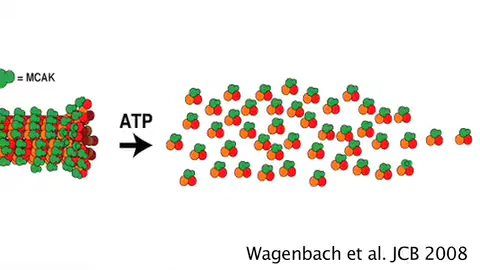 = MCAK
ATP
Wagenbach et al. JCB 2008